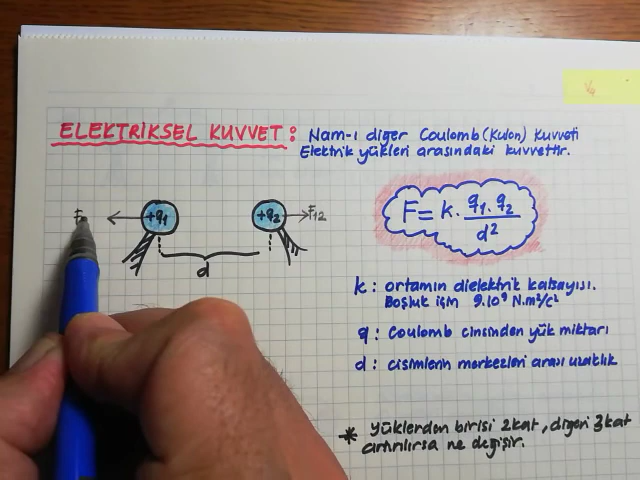 ELEKTRİKSEL KUVVET:
Nam-ı diğer Coulomb (Kulon) kuvveti
Elektrik yükleri arasındaki kuvvettir.
F +q1 +q2 F12
d
F = k . q1 . q2 / d²
k : ortamın dielektrik katsayısı.
Boşluk için 9.10⁹ N.m²/c²
q : Coulomb cinsinden yük miktarı
d : cisimlerin merkezleri arası uzaklık
* Yüklerden birisi 2 kat, diğeri 3 kat
artırılırsa ne değişir.